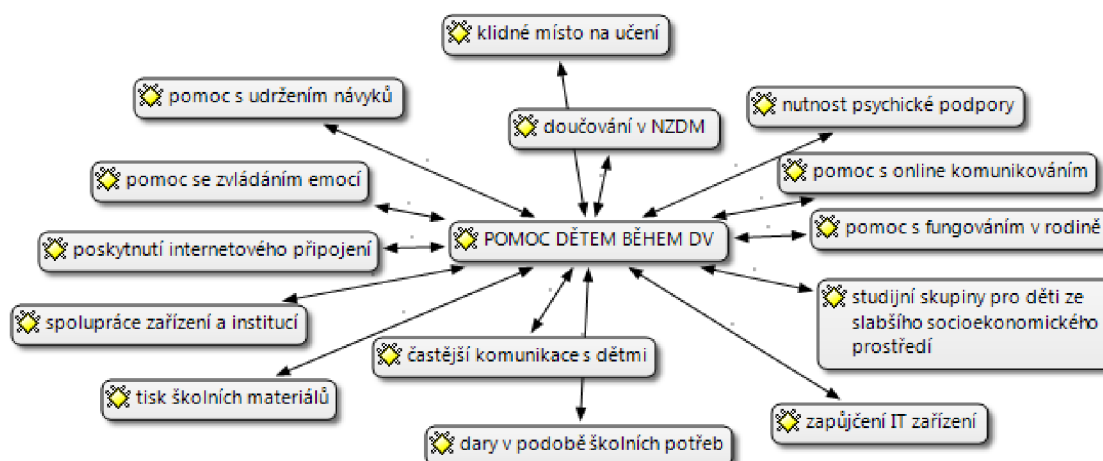 klidné místo na učení
pomoc s udržením návyků
nutnost psychické podpory
doučování v NZDM
pomoc se zvládáním emocí
pomoc s online komunikováním
POMOC DĚTEM BĚHEM DV
pomoc s fungováním v rodině
poskytnutí internetového připojení
studijní skupiny pro děti ze
slabšího socioekonomického
prostředí
spolupráce zařízení a institucí
častější komunikace s dětmi
tisk školních materiálů
zapůjčení IT zařízení
dary v podobě školních potřeb